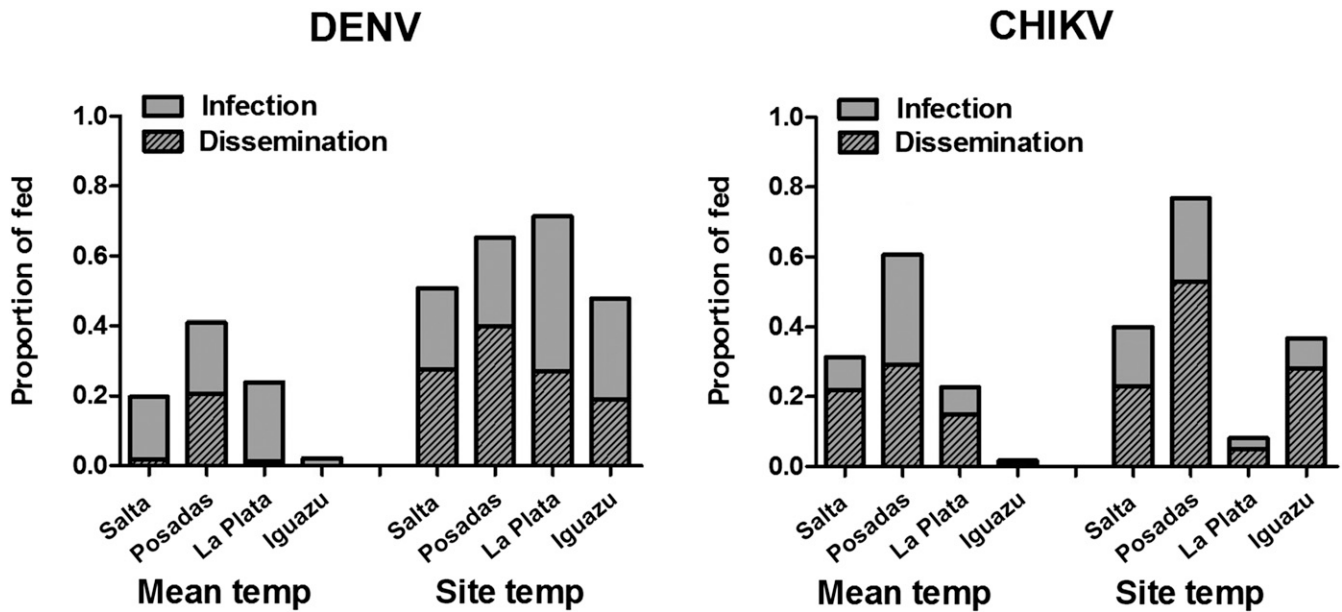 DENV
Infection
Dissemination
Proportion of fed
1.0
0.8
0.6
0.4
0.2
0.0
Salta
Posadas
La Plata
Iguazu
Salta
Posadas
La Plata
Iguazu
Mean temp
Site temp
CHIKV
Infection
Dissemination
Proportion of fed
1.0
0.8
0.6
0.4
0.2
0.0
Salta
Posadas
La Plata
Iguazu
Salta
Posadas
La Plata
Iguazu
Mean temp
Site temp